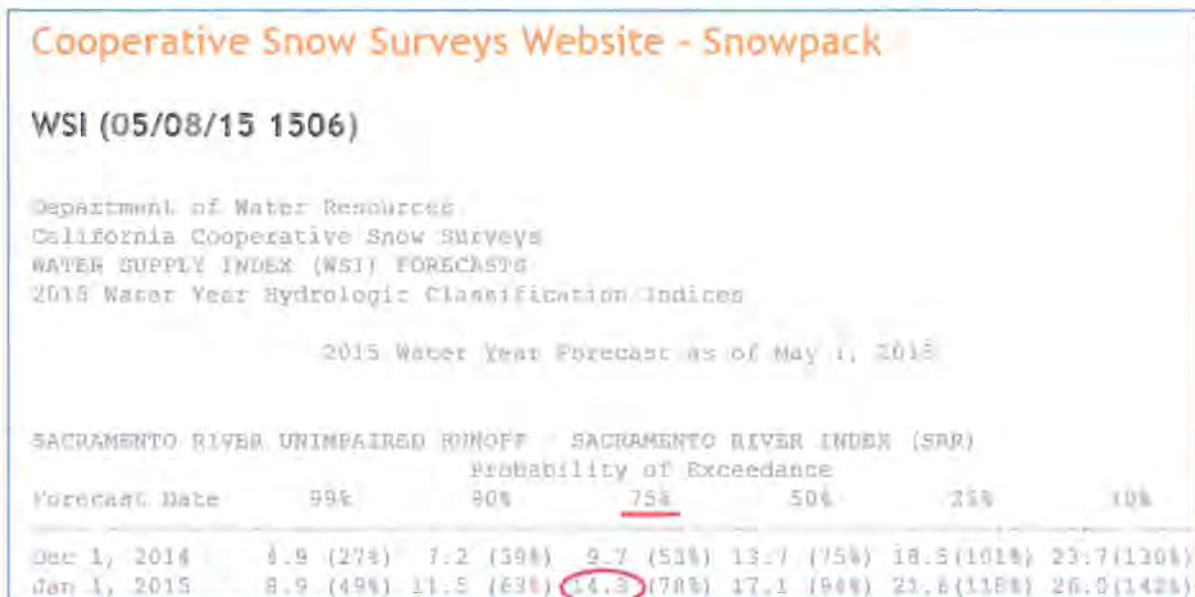 Cooperative Snow Surveys Website - Snowpack
WSI (05/08/15 1506)
Department of Water Resources
California Cooperative Snow Surveys
WATER SUPPLY INDEX (WSI) FORECASTS
2015 Water Year Hydrologic Classification Indices
2015 Water Year Forecast as of May 1, 2015
SACRAMENTO RIVER UNIMPAIRED RUNOFF - SACRAMENTO RIVER INDEX (SRR)
Probability of Exceedance
Forecast Date 99% 90% 75% 50% 25% 10%
Dec 1, 2014 4.9 (27%) 7.2 (39%) 9.7 (53%) 13.7 (75%) 18.5(101%) 23.7(130%)
Jan 1, 2015 8.9 (49%) 11.5 (63%) 14.3 (78%) 17.1 (94%) 21.6(118%) 26.0(142%)